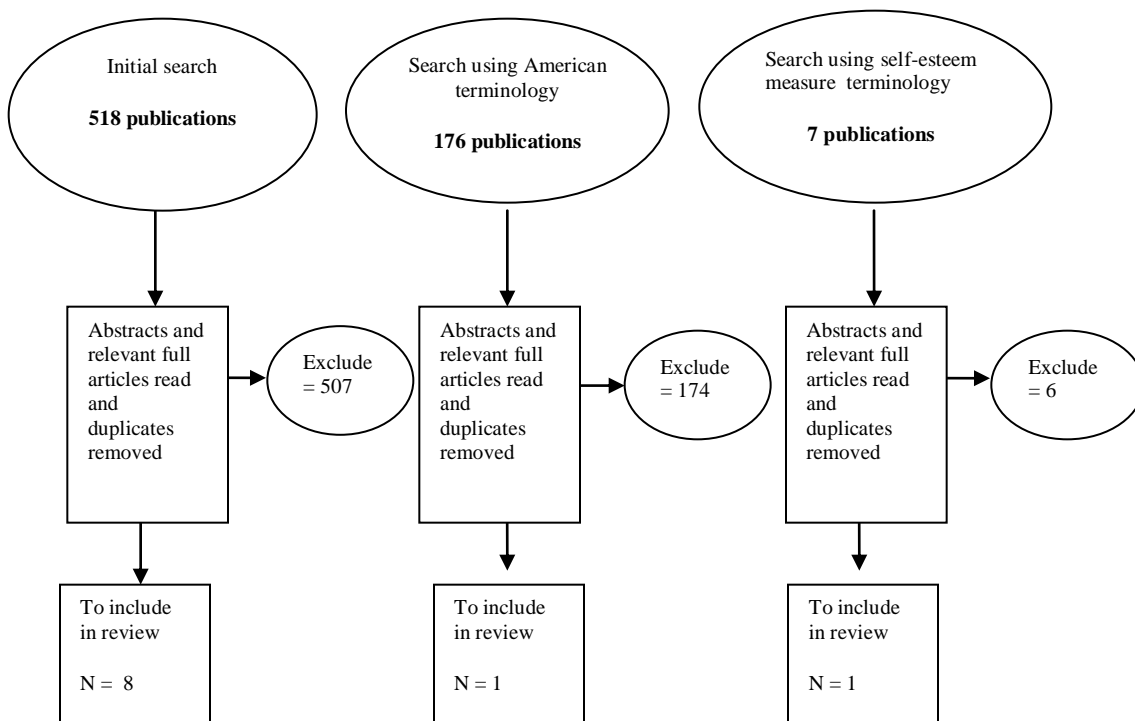 Initial search
518 publications
Search using American
terminology
176 publications
Search using self-esteem
measure terminology
7 publications
Abstracts and
relevant full
articles read
and
duplicates
removed
Exclude
= 507
Abstracts and
relevant full
articles read
and
duplicates
removed
Exclude
= 174
Abstracts and
relevant full
articles read
and
duplicates
removed
Exclude
= 6
To include
in review
N = 8
To include
in review
N = 1
To include
in review
N = 1